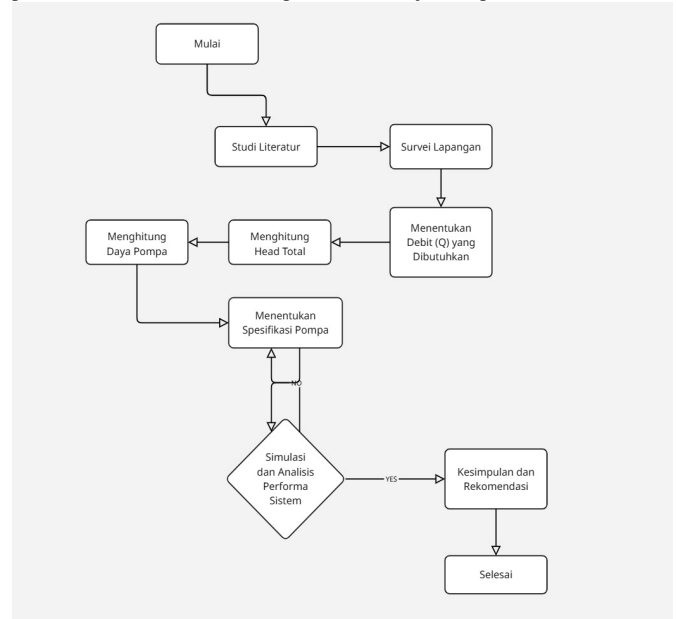 Mulai
Studi Literatur
Survei Lapangan
Menentukan
Debit (Q) yang
Dibutuhkan
Menghitung
Head Total
Menghitung
Daya Pompa
Menentukan
Spesifikasi Pompa
NO
Simulasi
dan Analisis
Performa
Sistem
YES
Kesimpulan dan
Rekomendasi
Selesai